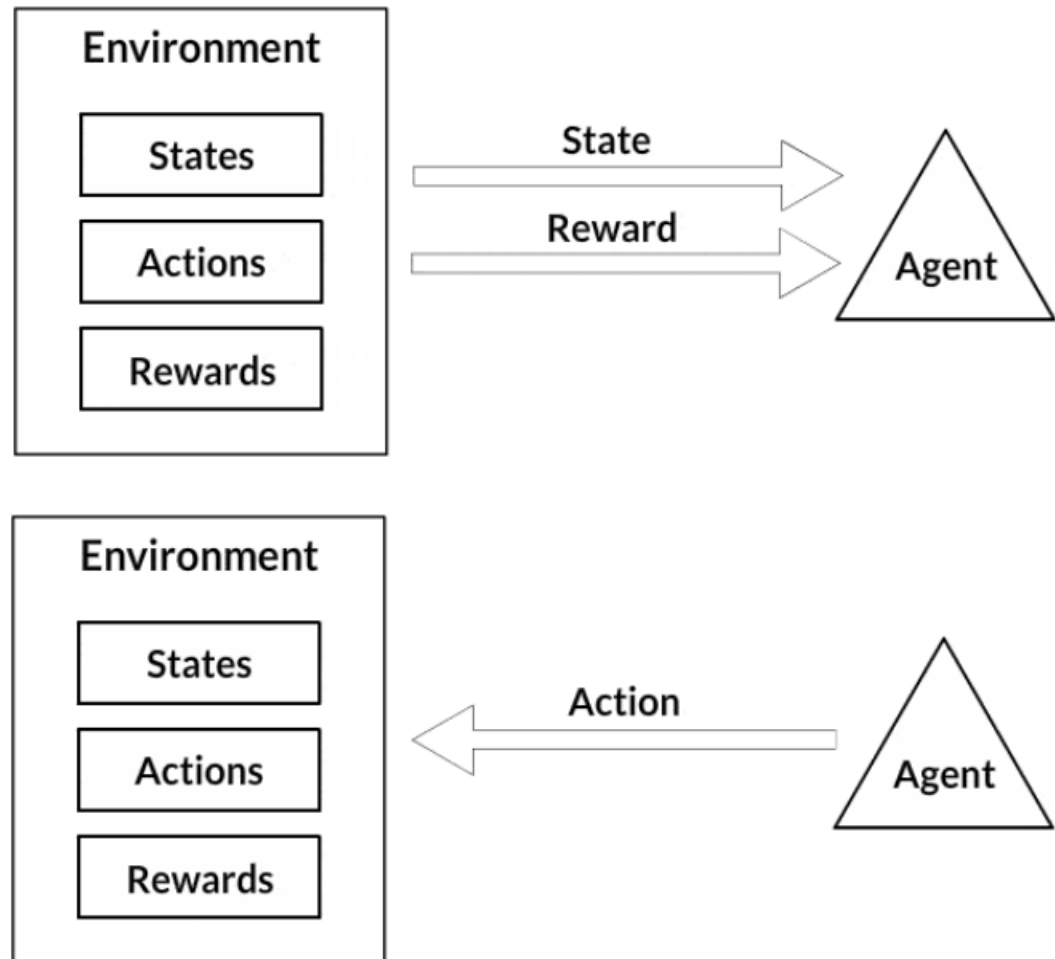 Environment
States
Actions
Rewards
State
Reward
Agent
Environment
States
Actions
Rewards
Action
Agent